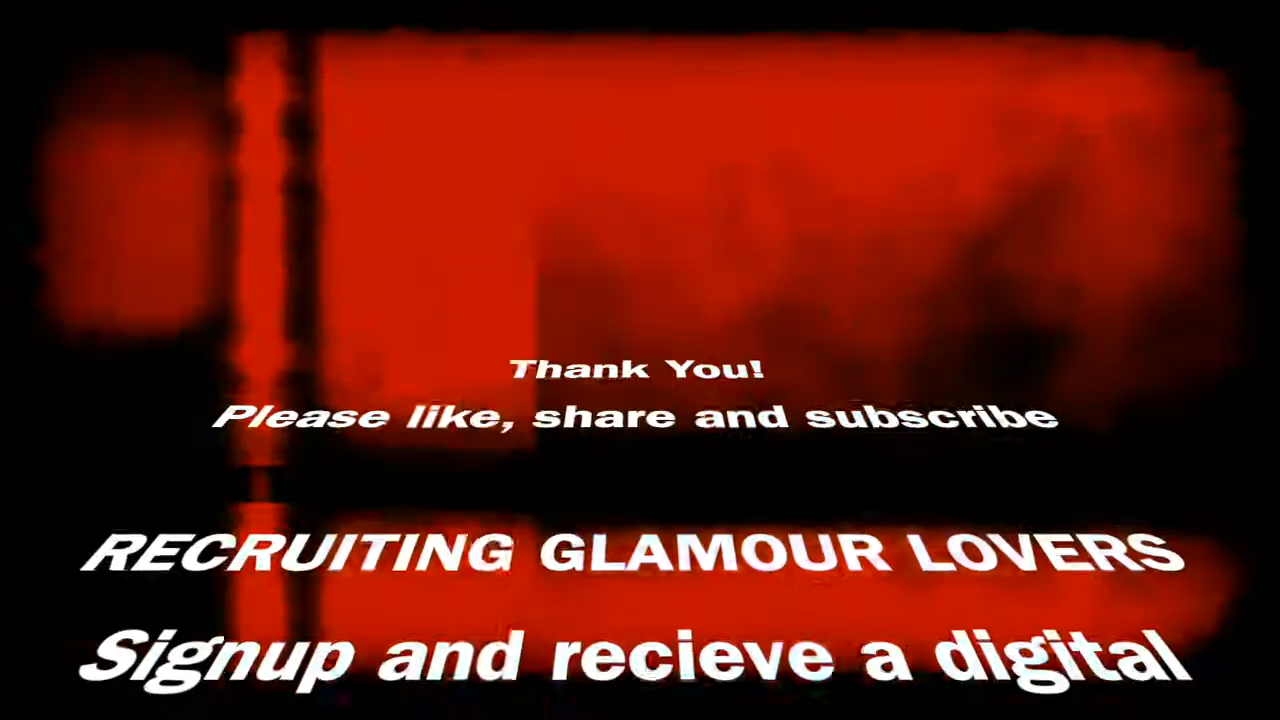 Thank You!
Please like, share and subscribe
RECRUITING GLAMOUR LOVERS
Signup and recieve a digital